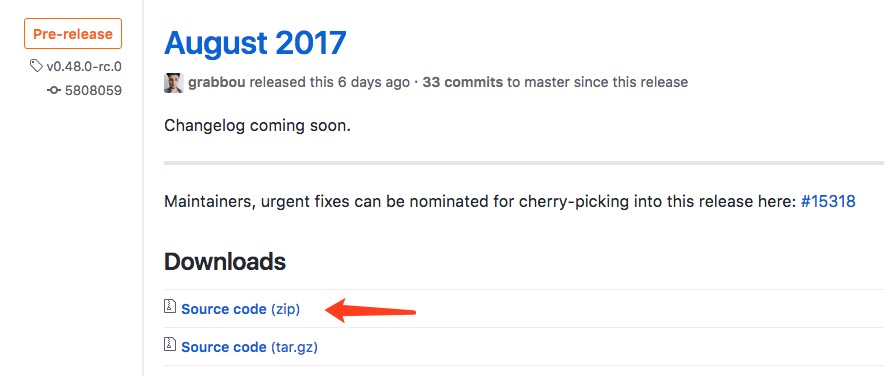 Pre-release
v0.48.0-rc.0
5808059
August 2017
grabbou released this 6 days ago · 33 commits to master since this release
Changelog coming soon.
Maintainers, urgent fixes can be nominated for cherry-picking into this release here: #15318
Downloads
Source code (zip)
Source code (tar.gz)